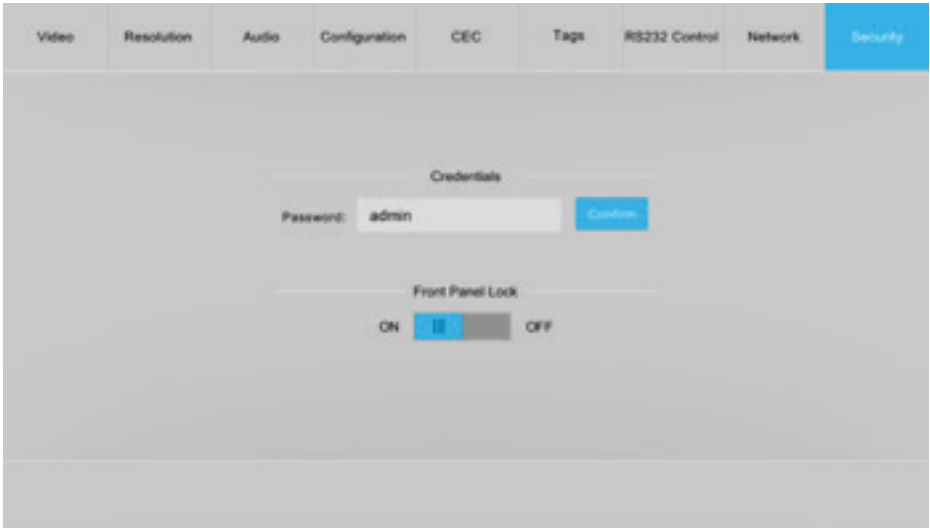 Video Resolution Audio Configuration CEC Tags RS232 Control Network Security
Credentials
Password: admin Confirm
Front Panel Lock
ON OFF